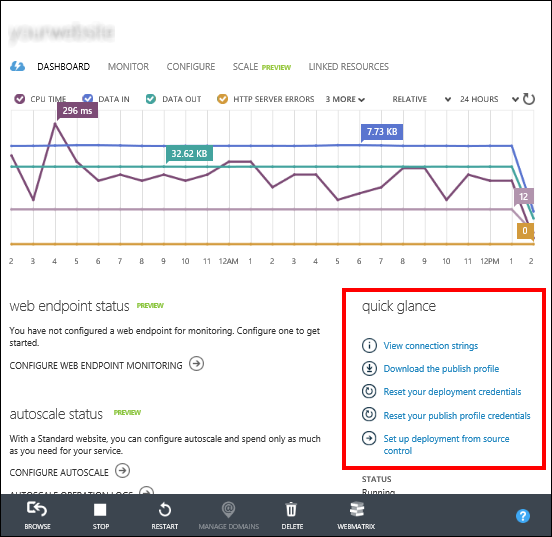 DASHBOARD MONITOR CONFIGURE SCALE PREVIEW LINKED RESOURCES
CPU TIME DATA IN DATA OUT HTTP SERVER ERRORS 3 MORE RELATIVE 24 HOURS
296 ms
7.73 KB
32.62 KB
12
0
2 3 4 5 6 7 8 9 10 11 12AM 1 2 3 4 5 6 7 8 9 10 11 12PM 1 2
web endpoint status PREVIEW
You have not configured a web endpoint for monitoring. Configure one to get
started.
CONFIGURE WEB ENDPOINT MONITORING
autoscale status PREVIEW
With a Standard website, you can configure autoscale and spend only as much
as you need for your service.
CONFIGURE AUTOSCALE
AUTOSCALE OPERATION LOGS
quick glance
View connection strings
Download the publish profile
Reset your deployment credentials
Reset your publish profile credentials
Set up deployment from source
control
STATUS
Running
BROWSE STOP RESTART MANAGE DOMAINS DELETE WEBMATRIX ?